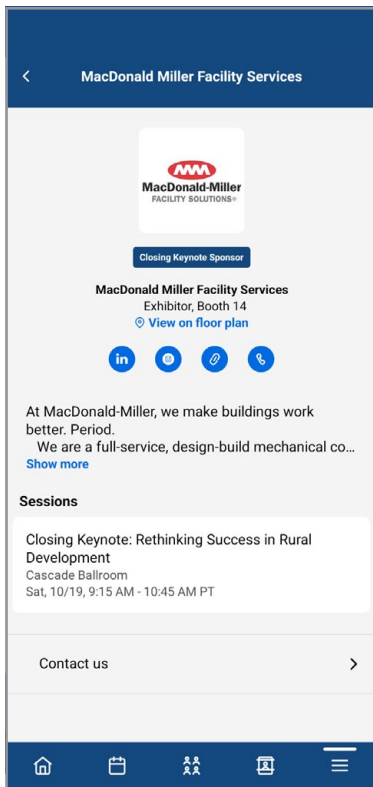 MacDonald Miller Facility Services
MacDonald-Miller
FACILITY SOLUTIONS®
Closing Keynote Sponsor
MacDonald Miller Facility Services
Exhibitor, Booth 14
View on floor plan
in
At MacDonald-Miller, we make buildings work
better. Period.
We are a full-service, design-build mechanical co...
Show more
Sessions
Closing Keynote: Rethinking Success in Rural
Development
Cascade Ballroom
Sat, 10/19, 9:15 AM - 10:45 AM PT
Contact us